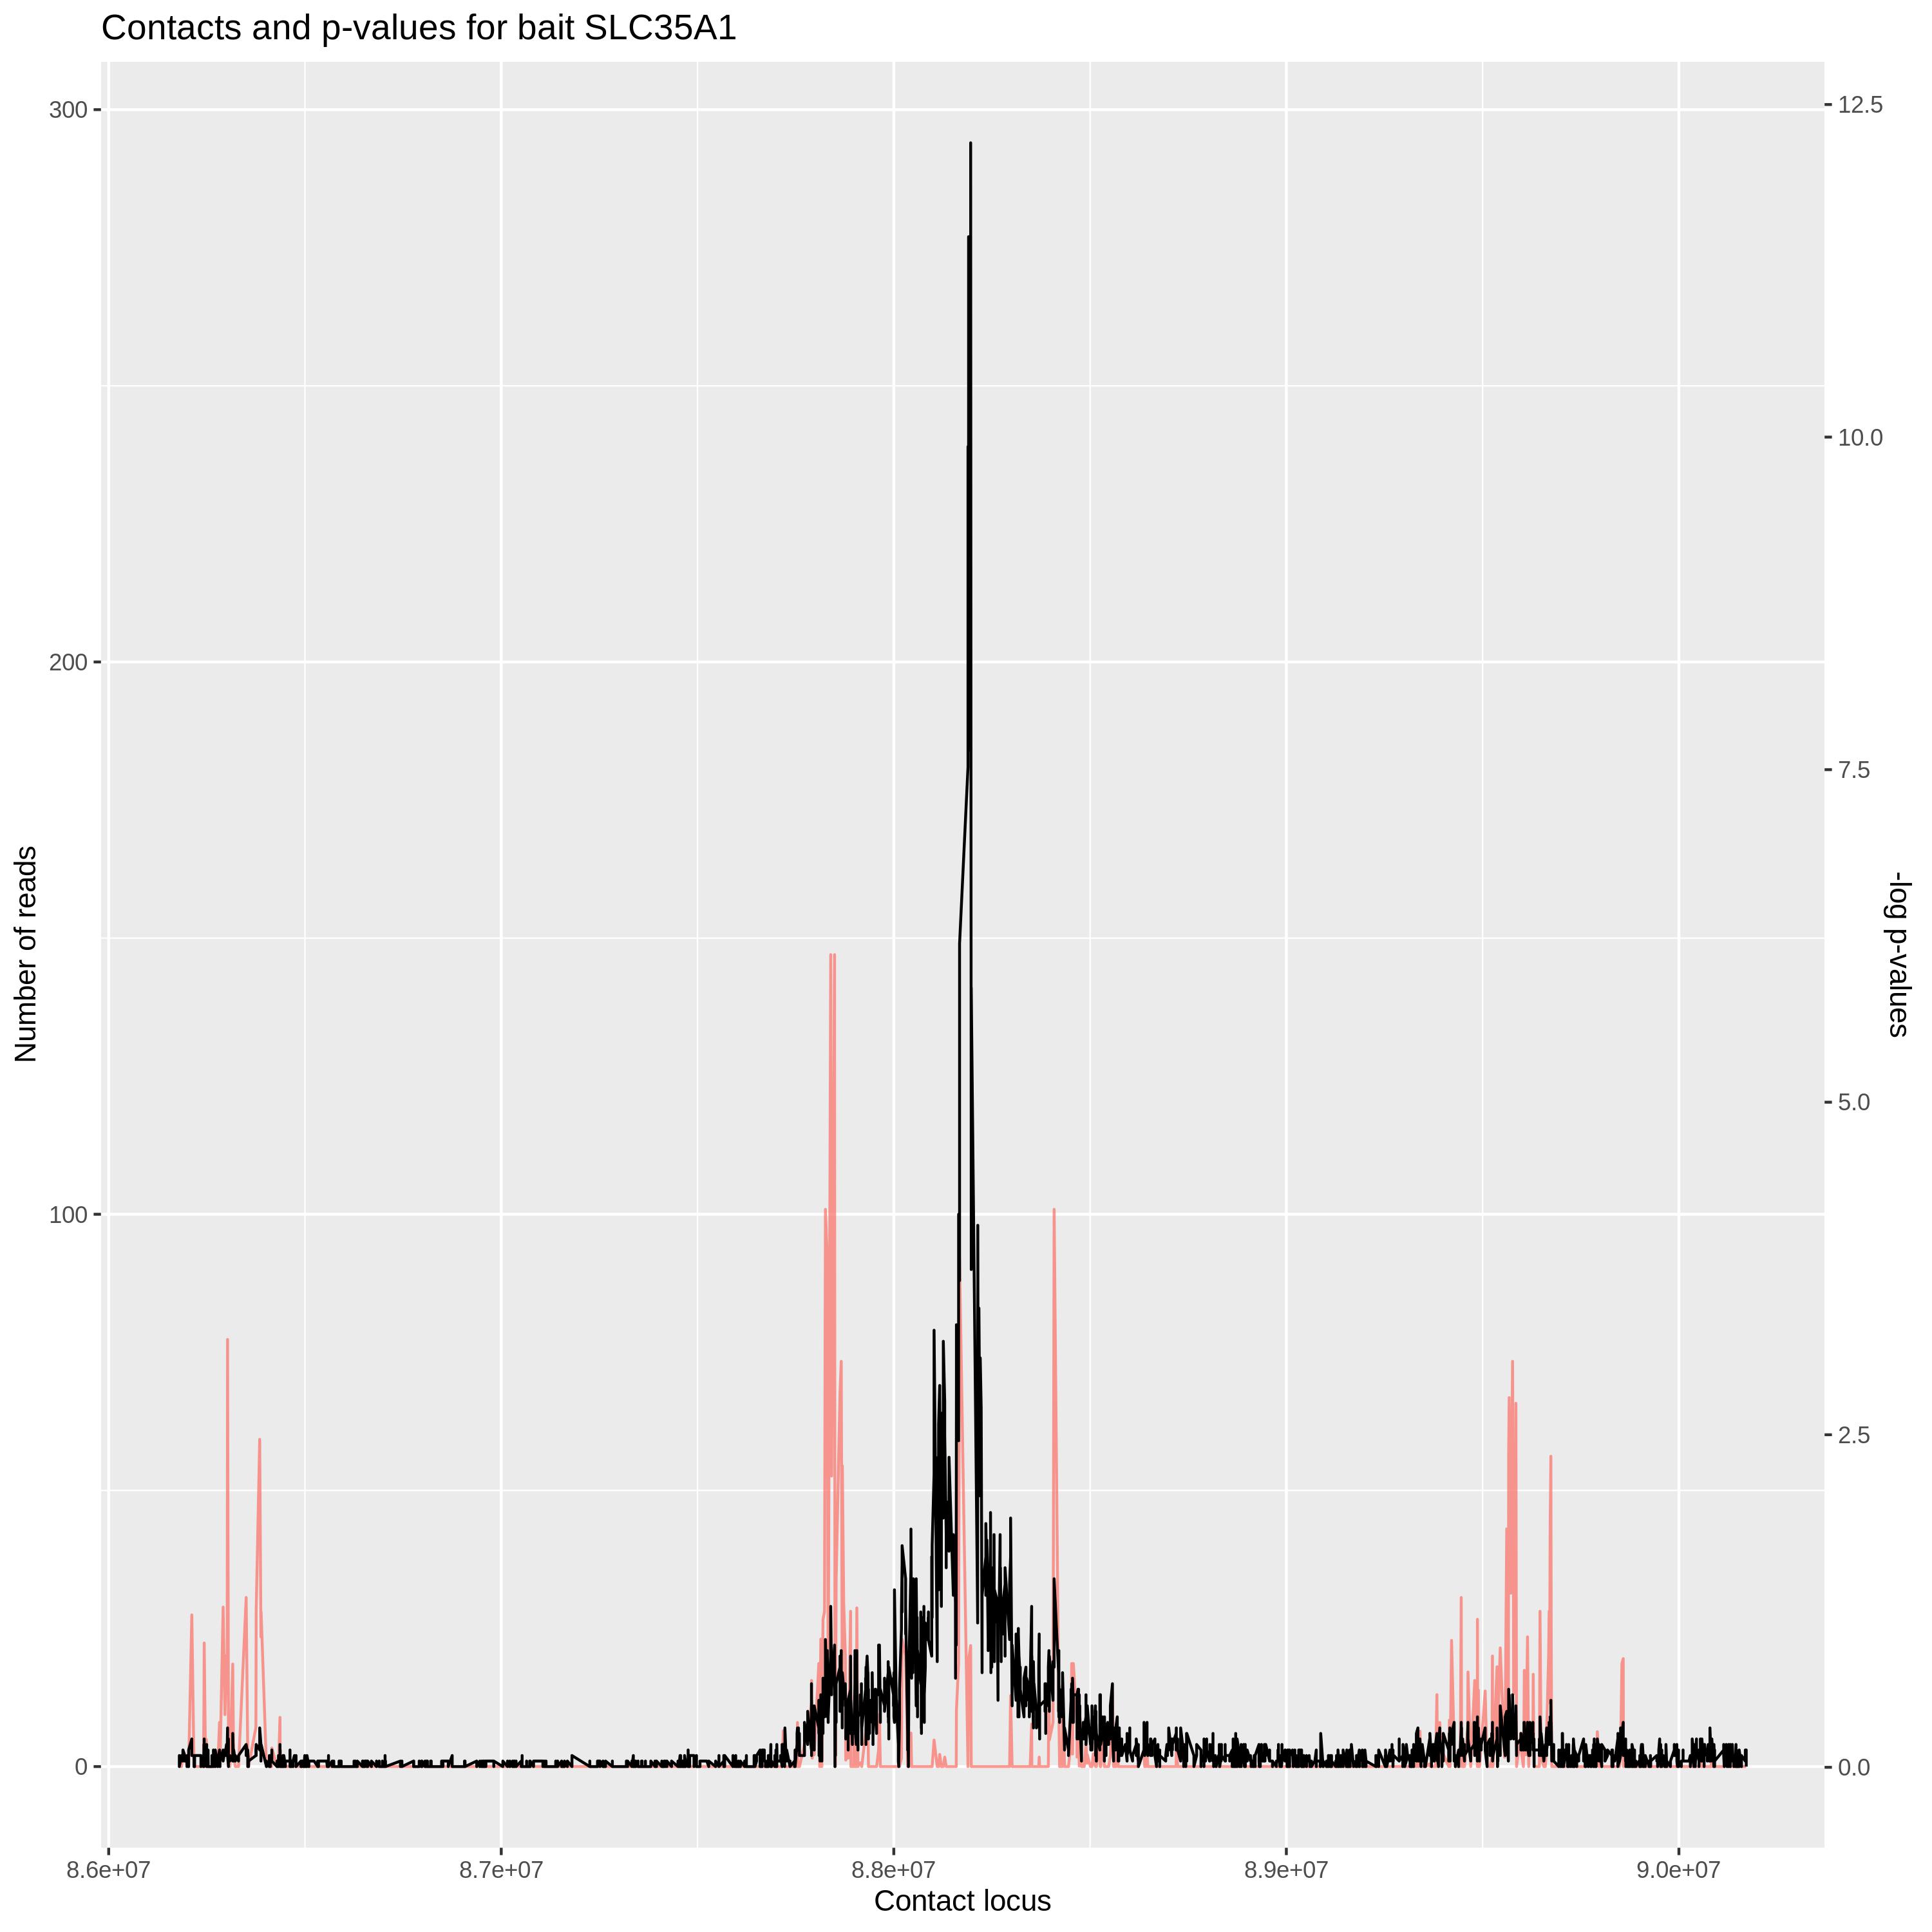 Contacts and p-values for bait SLC35A1
300
200
100
0
Number of reads
12.5
10.0
7.5
5.0
2.5
0.0
-log p-values
8.6e+07
8.7e+07
8.8e+07
8.9e+07
9.0e+07
Contact locus